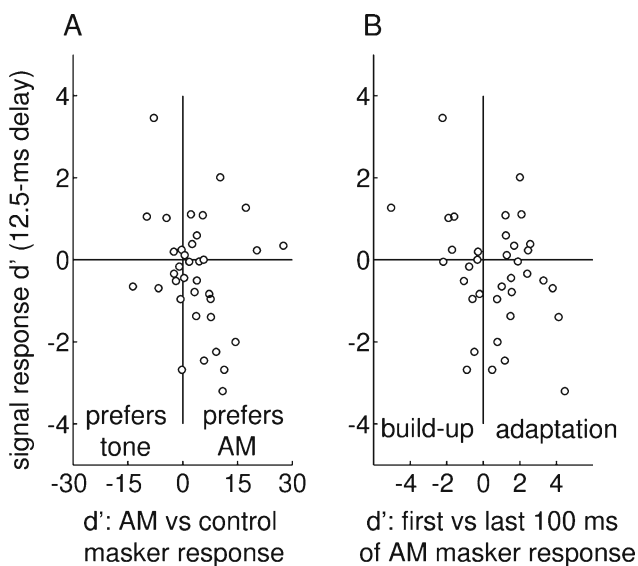 A
B
signal response d' (12.5-ms delay)
4
2
0
-2
-4
prefers
tone
prefers
AM
-30
-15
0
15
30
d': AM vs control
masker response
4
2
0
-2
-4
build-up
adaptation
-4
-2
0
2
4
d': first vs last 100 ms
of AM masker response